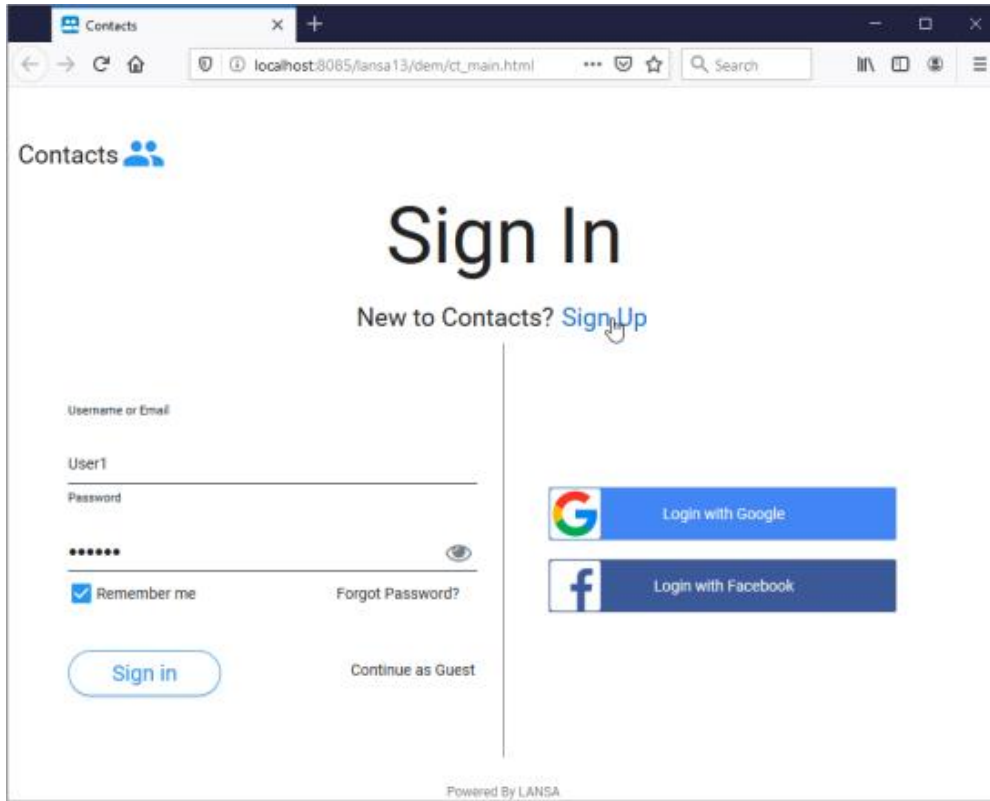 Contacts
localhost:8085/lansa13/dem/ct_main.html
Search
Contacts
Sign In
New to Contacts? Sign Up
Username or Email
User1
Password
••••••
Remember me
Forgot Password?
Sign in
Continue as Guest
G
Login with Google
f
Login with Facebook
Powered By LANSA